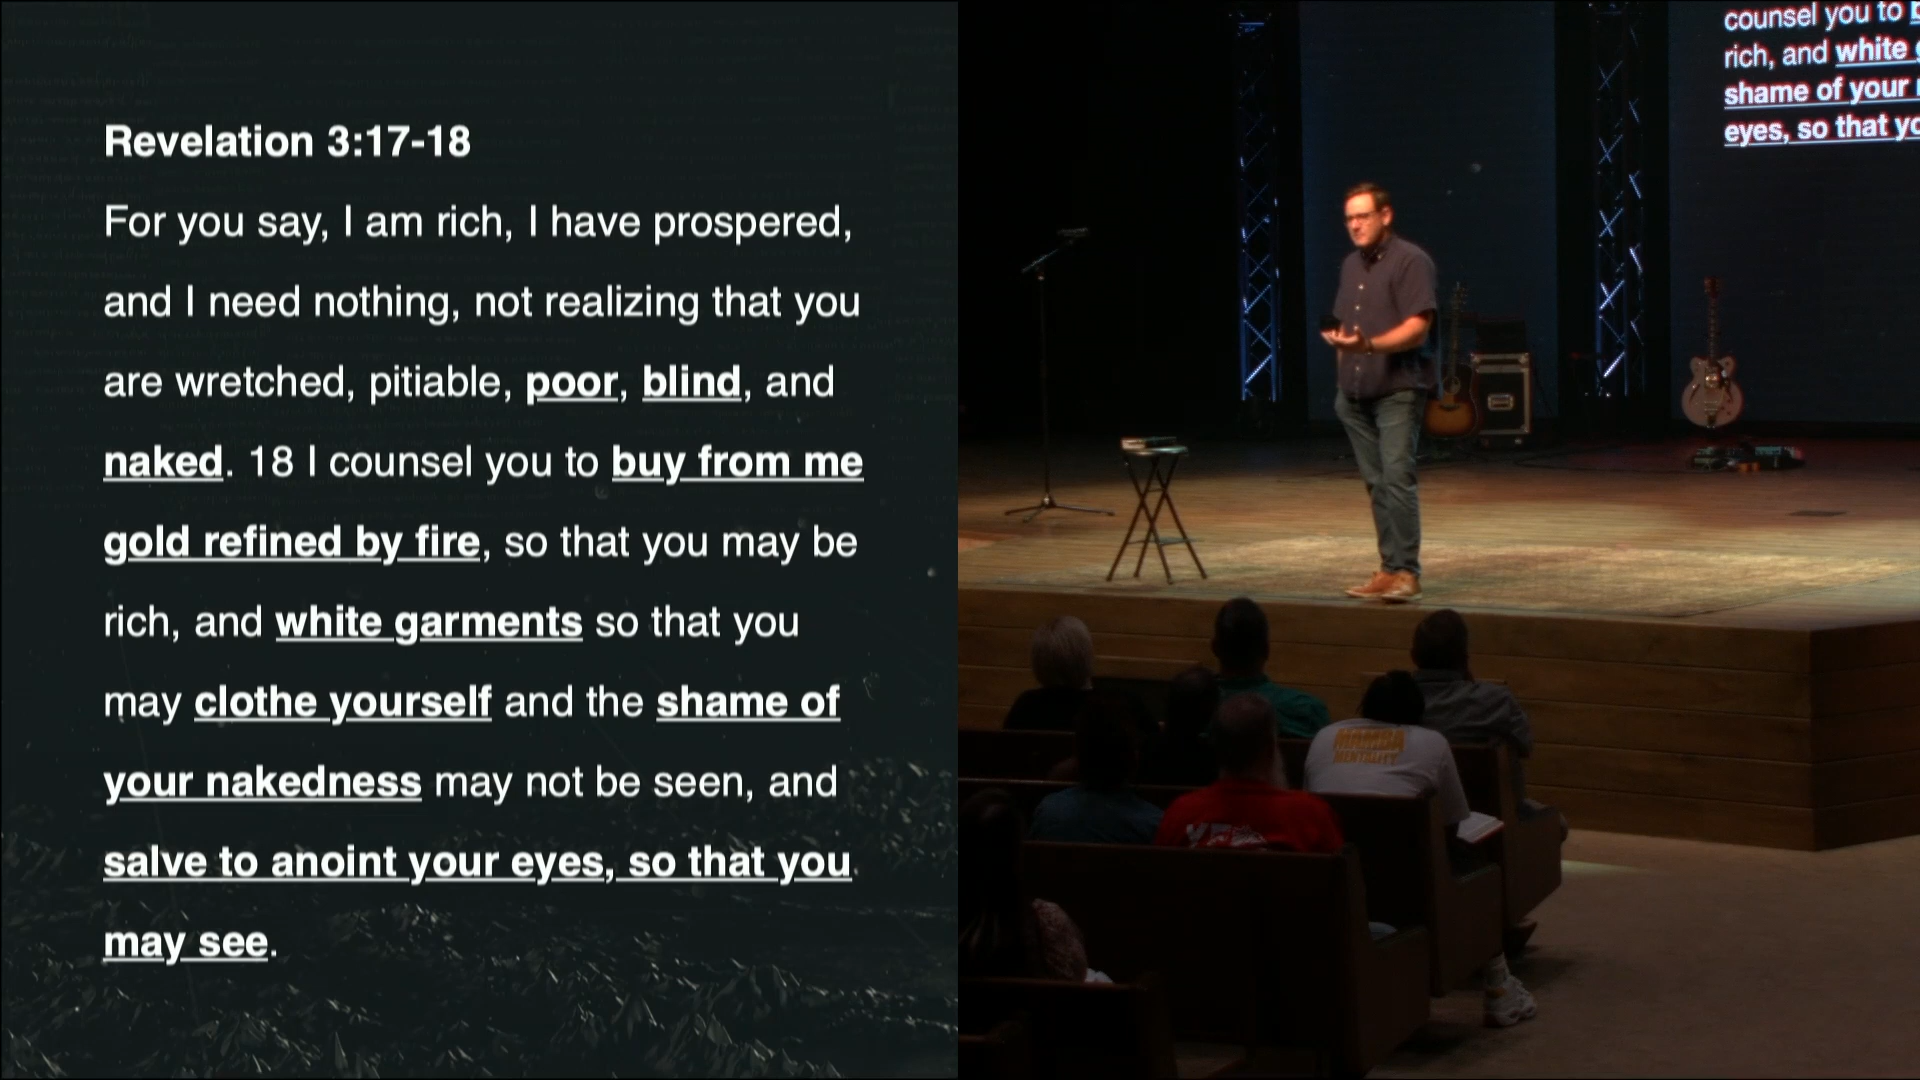 Revelation 3:17-18
For you say, I am rich, I have prospered,
and I need nothing, not realizing that you
are wretched, pitiable, poor, blind, and
naked. 18 I counsel you to buy from me
gold refined by fire, so that you may be
rich, and white garments so that you
may clothe yourself and the shame of
your nakedness may not be seen, and
salve to anoint your eyes, so that you
may see.
counsel you to
rich, and white
shame of your
eyes, so that yo
MENTALITY